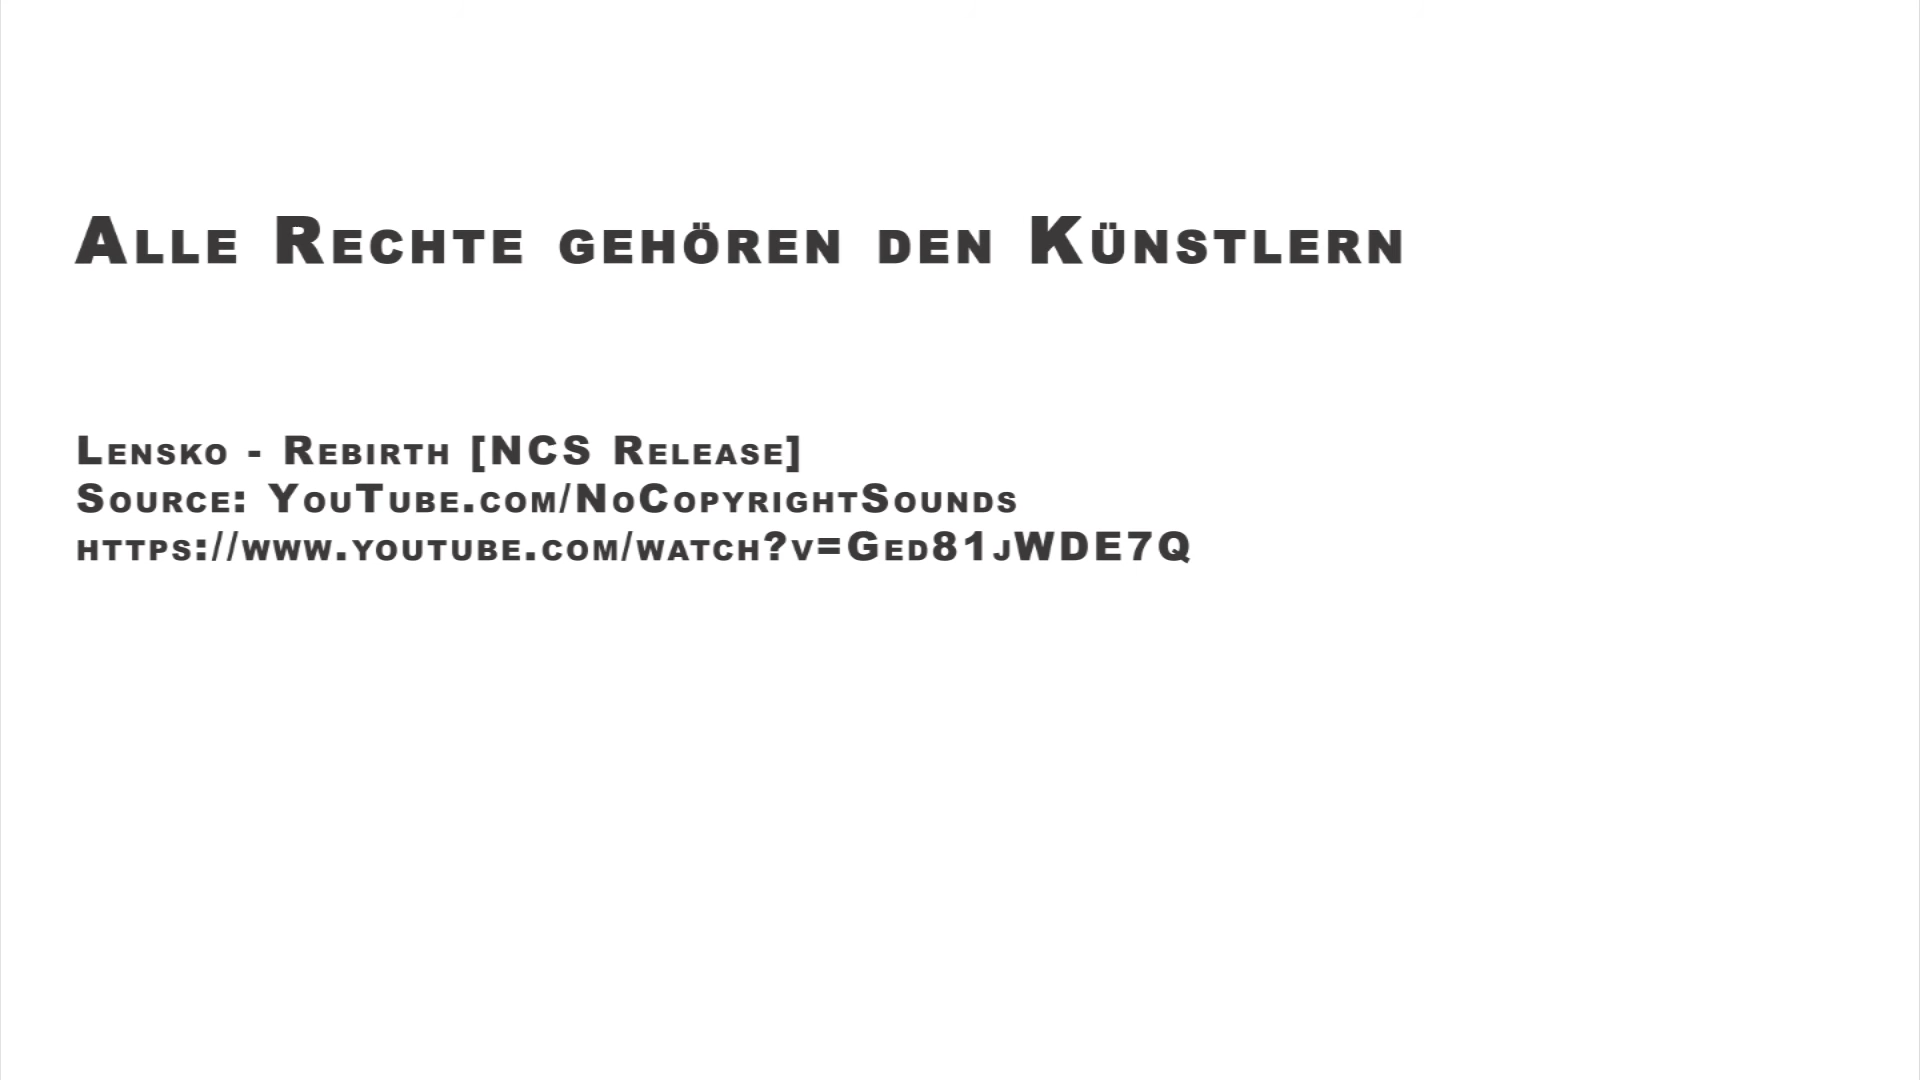 Alle Rechte gehören den Künstlern
Lensko - Rebirth [NCS Release]
Source: YouTube.com/NoCopyrightSounds
https://www.youtube.com/watch?v=Ged81jWDE7Q